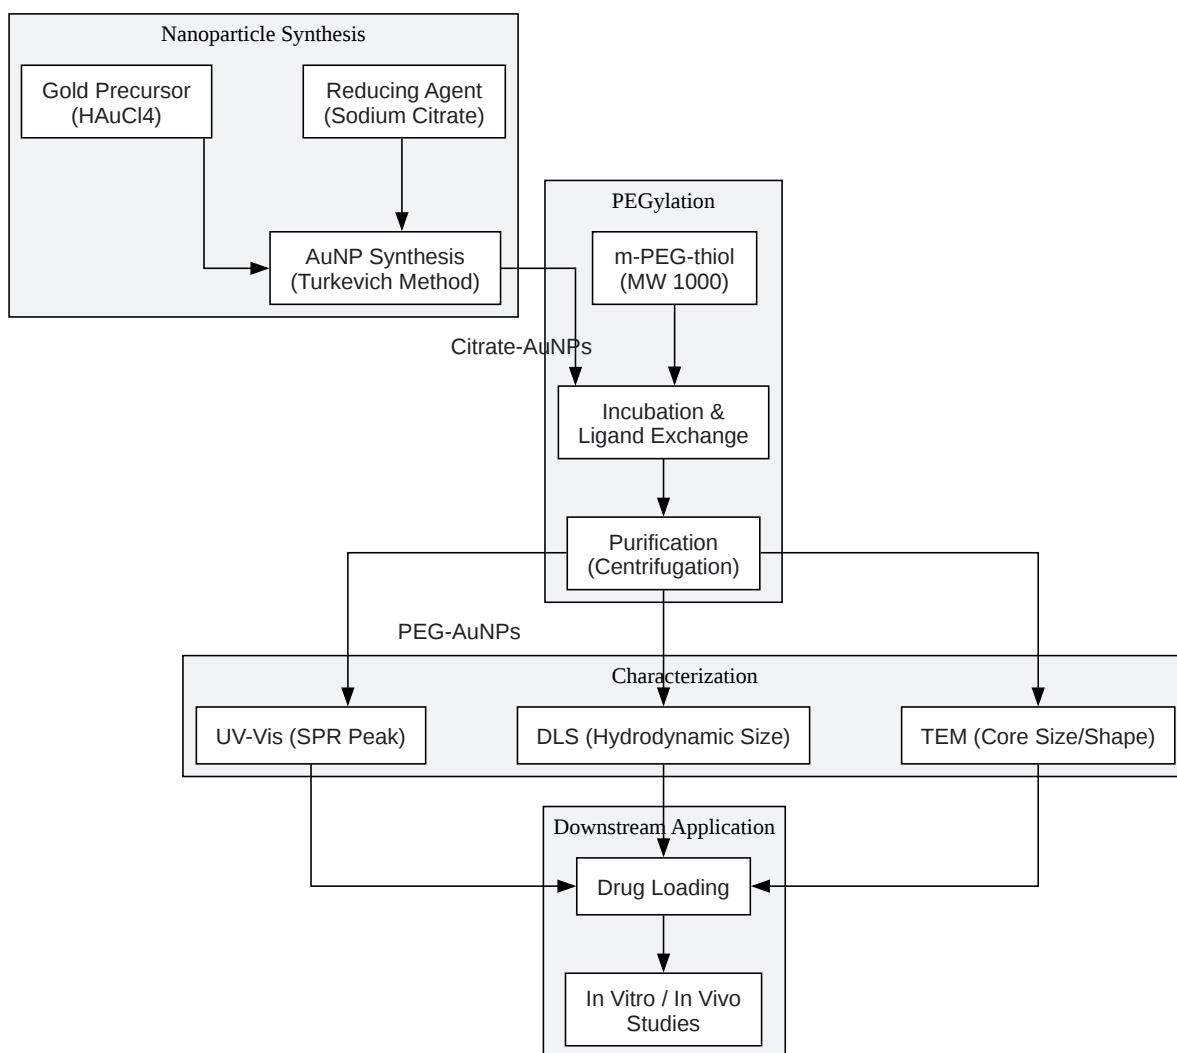 Nanoparticle Synthesis
Gold Precursor
(HAuCl4)
Reducing Agent
(Sodium Citrate)
AuNP Synthesis
(Turkevich Method)
PEGylation
m-PEG-thiol
(MW 1000)
Citrate-AuNPs
Incubation &
Ligand Exchange
Purification
(Centrifugation)
PEG-AuNPs
Characterization
UV-Vis (SPR Peak)
DLS (Hydrodynamic Size)
TEM (Core Size/Shape)
Downstream Application
Drug Loading
In Vitro / In Vivo
Studies